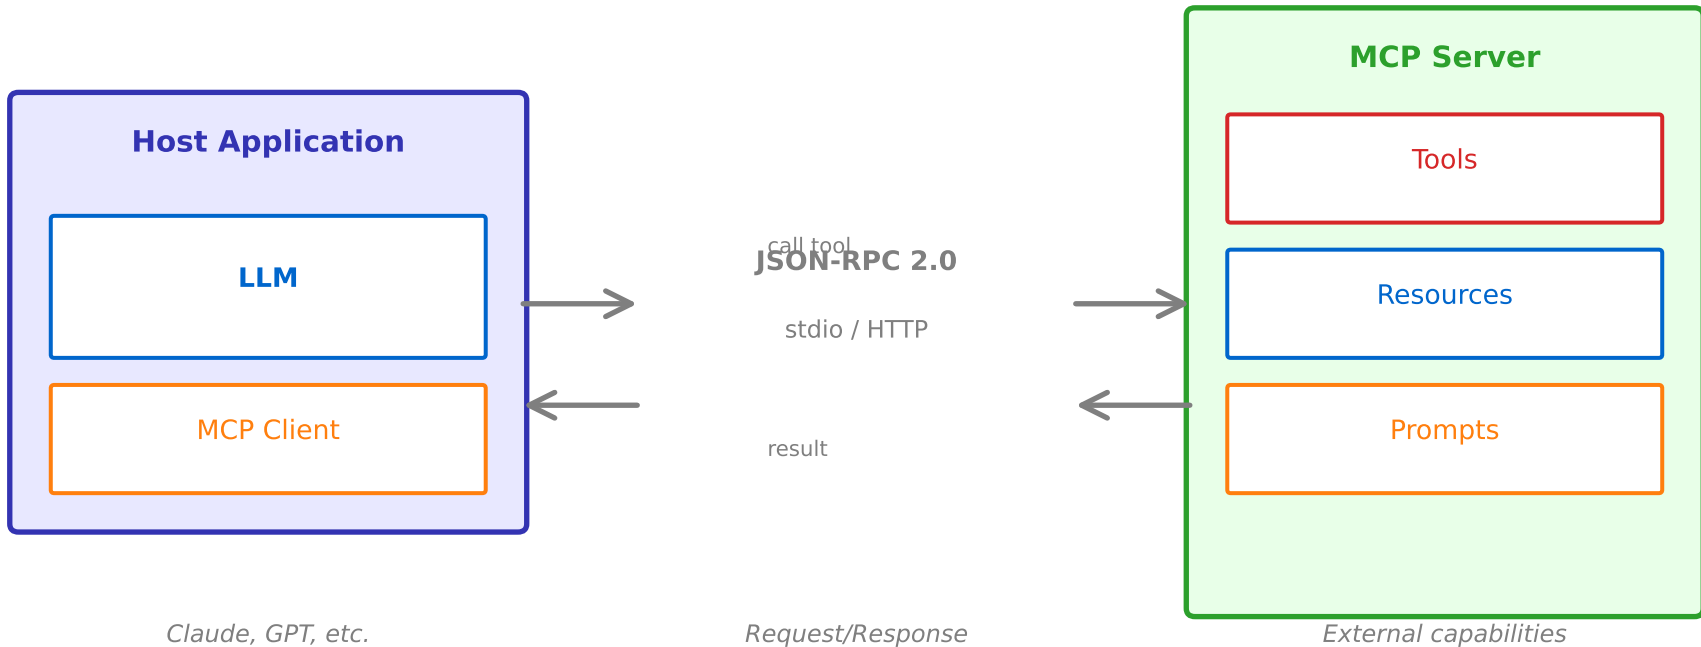 Host Application
LLM
MCP Client
Claude, GPT, etc.
call tool
JSON-RPC 2.0
stdio / HTTP
result
Request/Response
MCP Server
Tools
Resources
Prompts
External capabilities